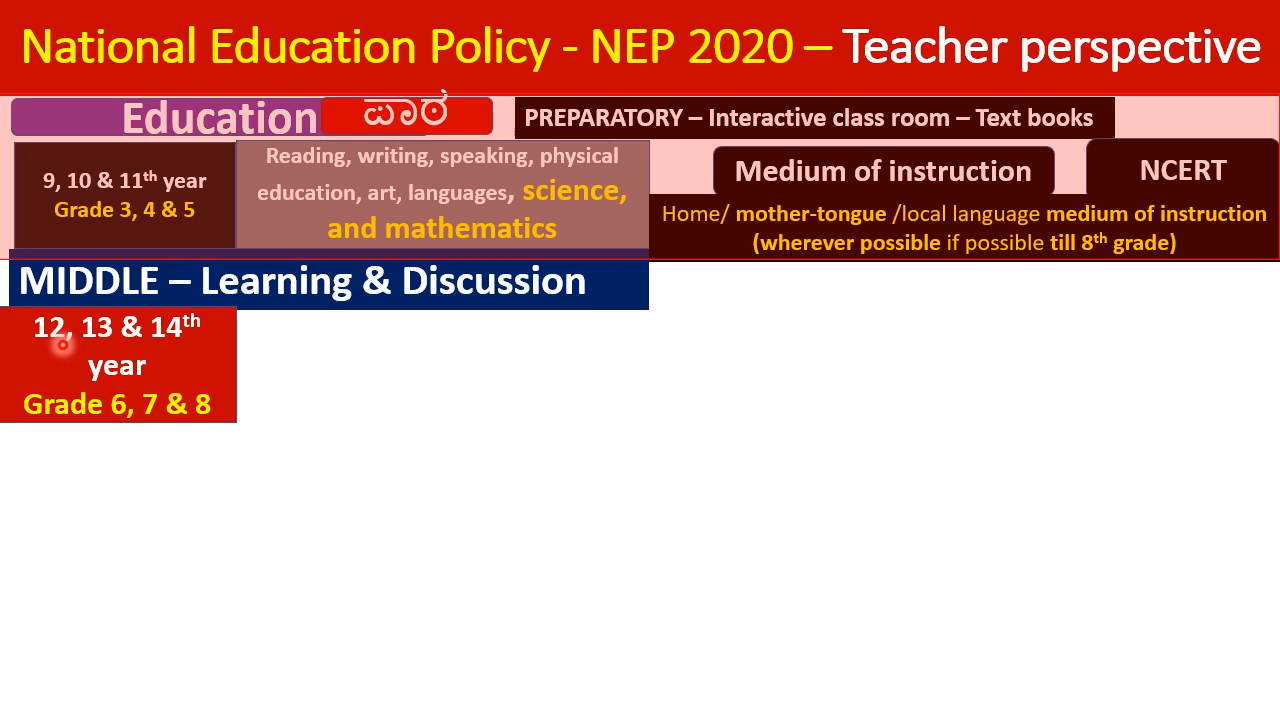 National Education Policy - NEP 2020 – Teacher perspective
Education
ಪಾಠ
PREPARATORY – Interactive class room – Text books
9, 10 & 11th year
Grade 3, 4 & 5
Reading, writing, speaking, physical
education, art, languages, science,
and mathematics
Medium of instruction
NCERT
Home/ mother-tongue /local language medium of instruction
(wherever possible if possible till 8th grade)
MIDDLE – Learning & Discussion
12, 13 & 14th
year
Grade 6, 7 & 8